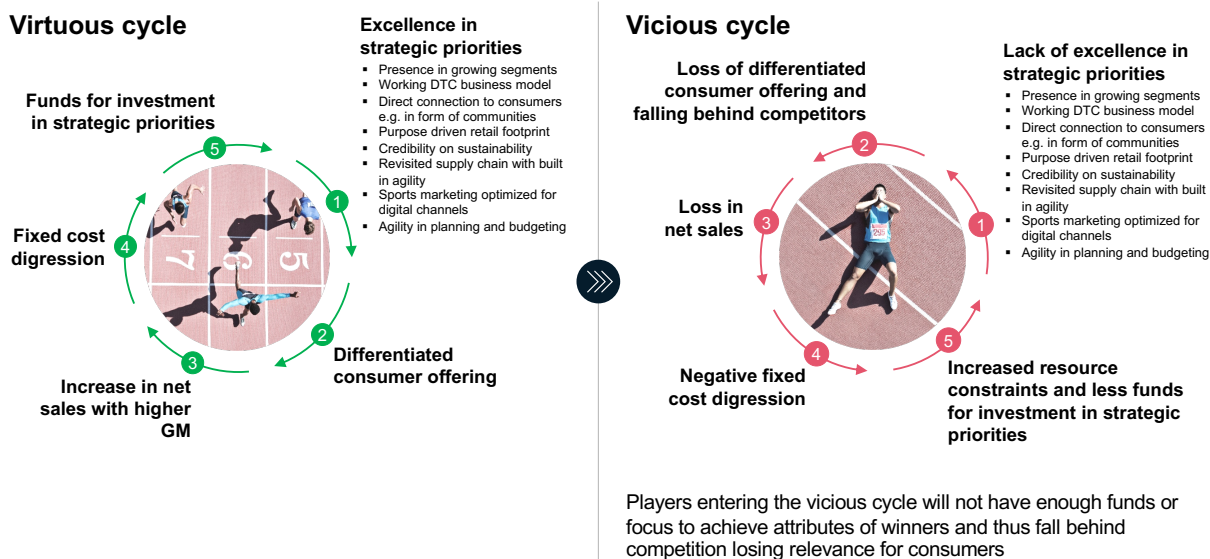 Virtuous cycle
Excellence in
strategic priorities
▪ Presence in growing segments
▪ Working DTC business model
▪ Direct connection to consumers
e.g. in form of communities
▪ Purpose driven retail footprint
▪ Credibility on sustainability
▪ Revisited supply chain with built
in agility
▪ Sports marketing optimized for
digital channels
▪ Agility in planning and budgeting
1
2
Differentiated
consumer offering
3
Increase in net
sales with higher
GM
4
Fixed cost
digression
5
Funds for investment
in strategic priorities
7
6
5
Vicious cycle
Lack of excellence in
strategic priorities
▪ Presence in growing segments
▪ Working DTC business model
▪ Direct connection to consumers
e.g. in form of communities
▪ Purpose driven retail footprint
▪ Credibility on sustainability
▪ Revisited supply chain with built
in agility
▪ Sports marketing optimized for
digital channels
▪ Agility in planning and budgeting
1
Loss of differentiated
consumer offering and
falling behind competitors
2
Loss in
net sales
3
Negative fixed
cost digression
4
5
Increased resource
constraints and less funds
for investment in strategic
priorities
Players entering the vicious cycle will not have enough funds or
focus to achieve attributes of winners and thus fall behind
competition losing relevance for consumers